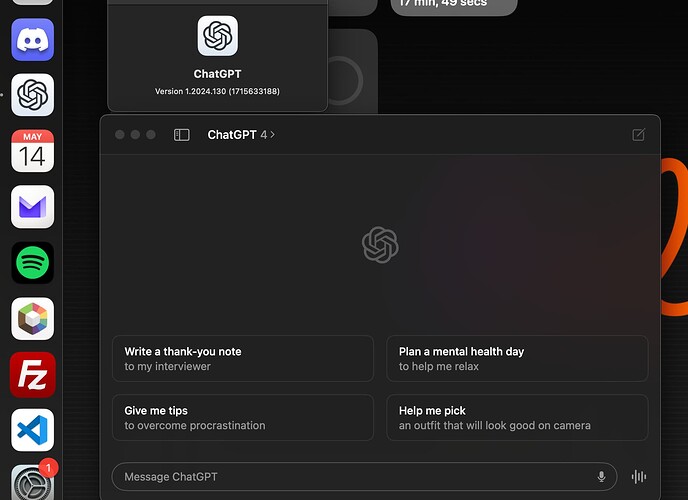 17 min, 49 secs
ChatGPT
Version 1.2024.130 (1715633188)
ChatGPT 4 >
MAY
14
Write a thank-you note
to my interviewer
Plan a mental health day
to help me relax
Give me tips
to overcome procrastination
Help me pick
an outfit that will look good on camera
Fz
1
Message ChatGPT